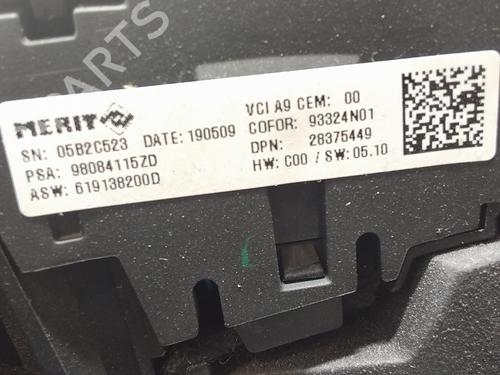 PARTS
MERIT
VCI A9 CEM: 00
SN: 05B2C523 DATE: 190509 COFOR: 93324N01
PSA: 98084115ZD DPN: 28375449
ASW: 619138200D HW: C00 / SW: 05.10